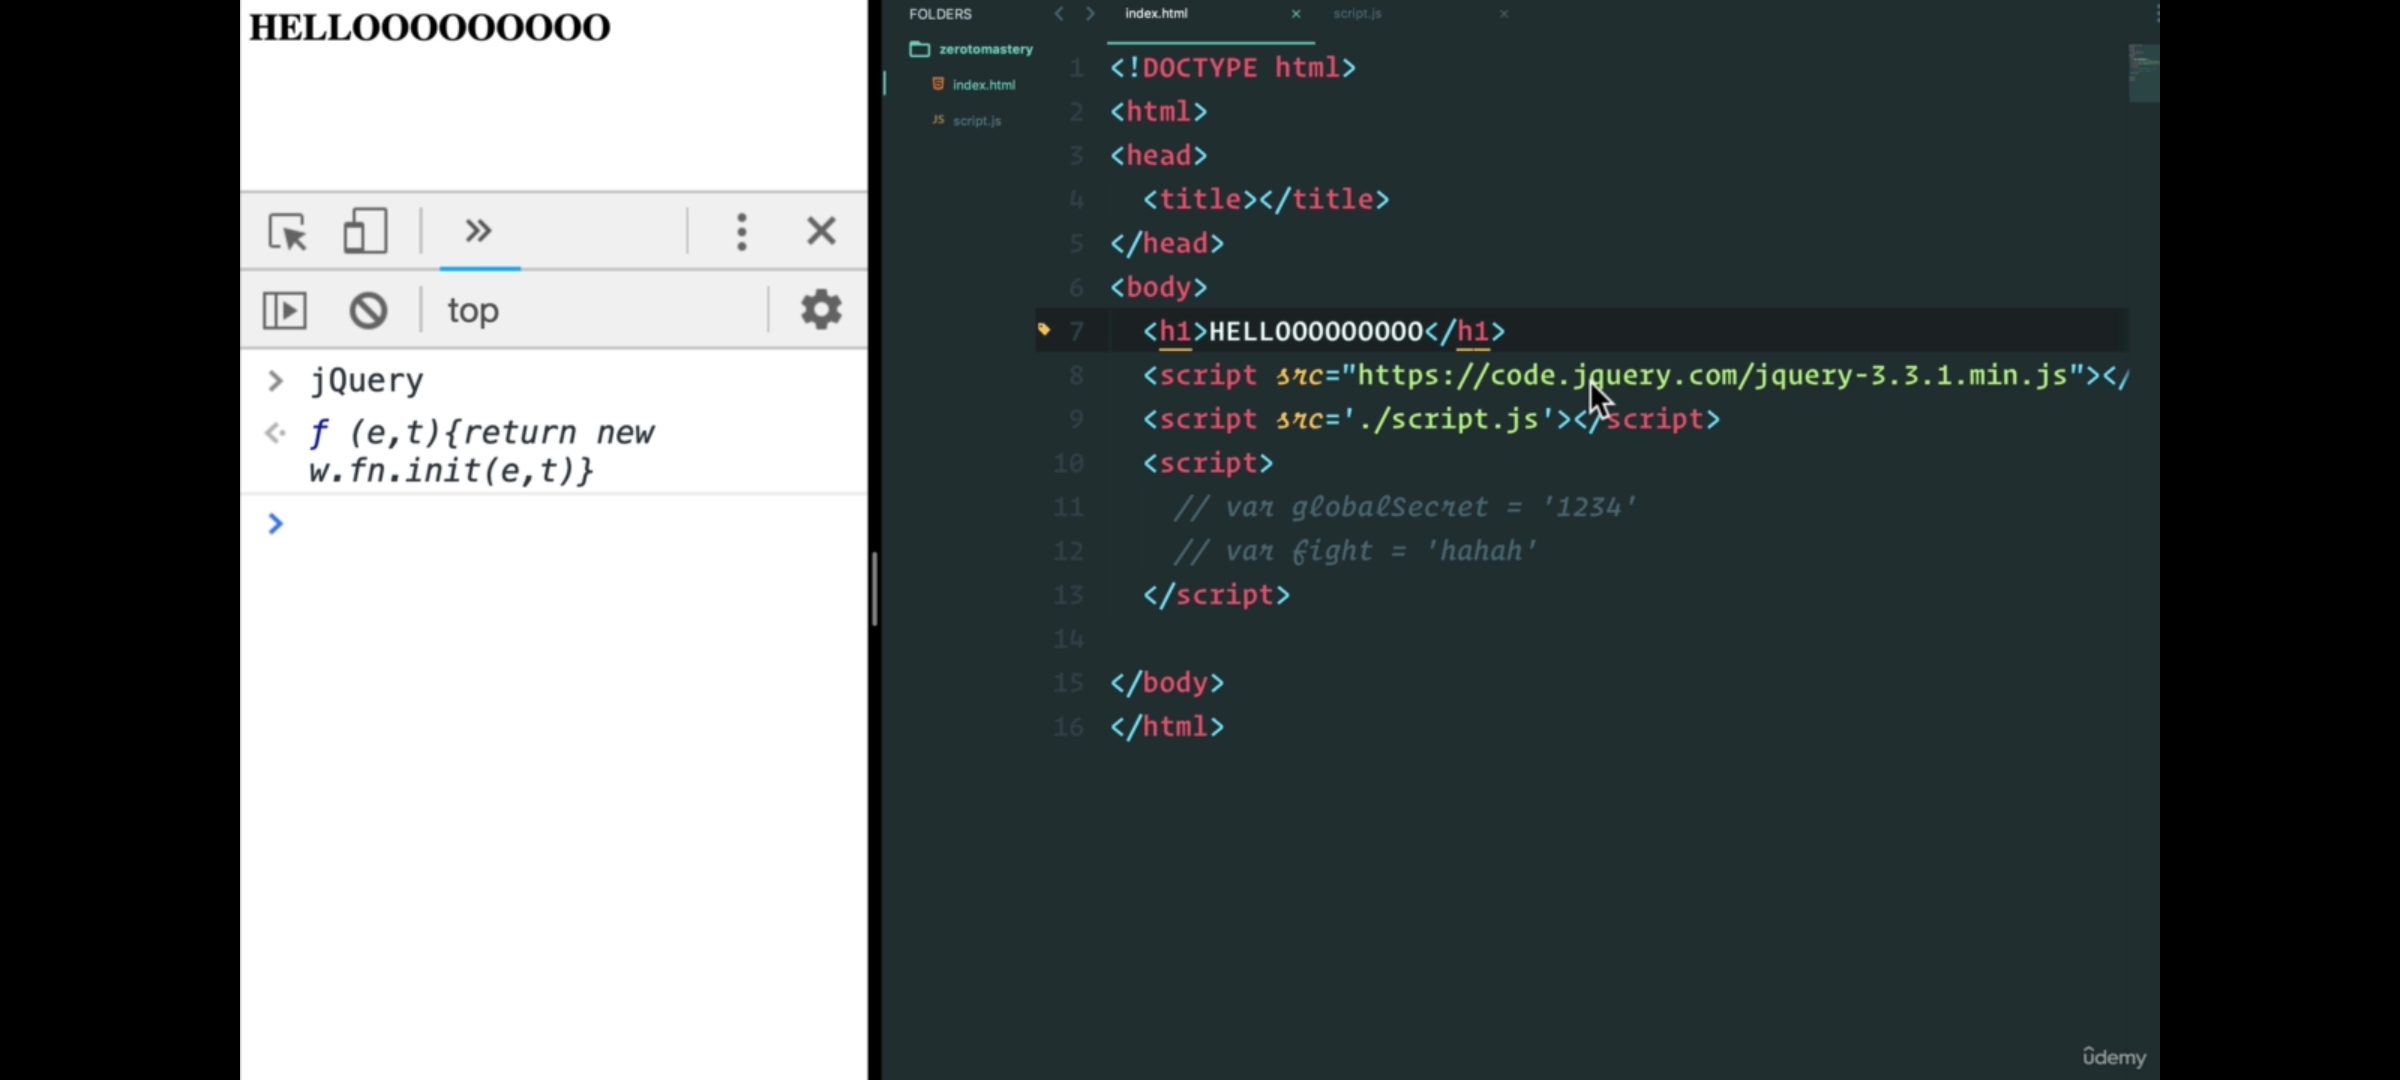 HELLOOOOOOOOO
top
jQuery
f (e,t){return new
w.fn.init(e,t)}
FOLDERS
zerotomastery
index.html
JS script.js
index.html
script.js
1 <!DOCTYPE html>
2 <html>
3 <head>
4 <title></title>
5 </head>
6 <body>
7 <h1>HELLOOOOOOOOO</h1>
8 <script src="https://code.jquery.com/jquery-3.3.1.min.js"></
9 <script src='./script.js'></script>
10 <script>
11 // var globalSecret = '1234'
12 // var fight = 'hahah'
13 </script>
14
15 </body>
16 </html>
ûdemy